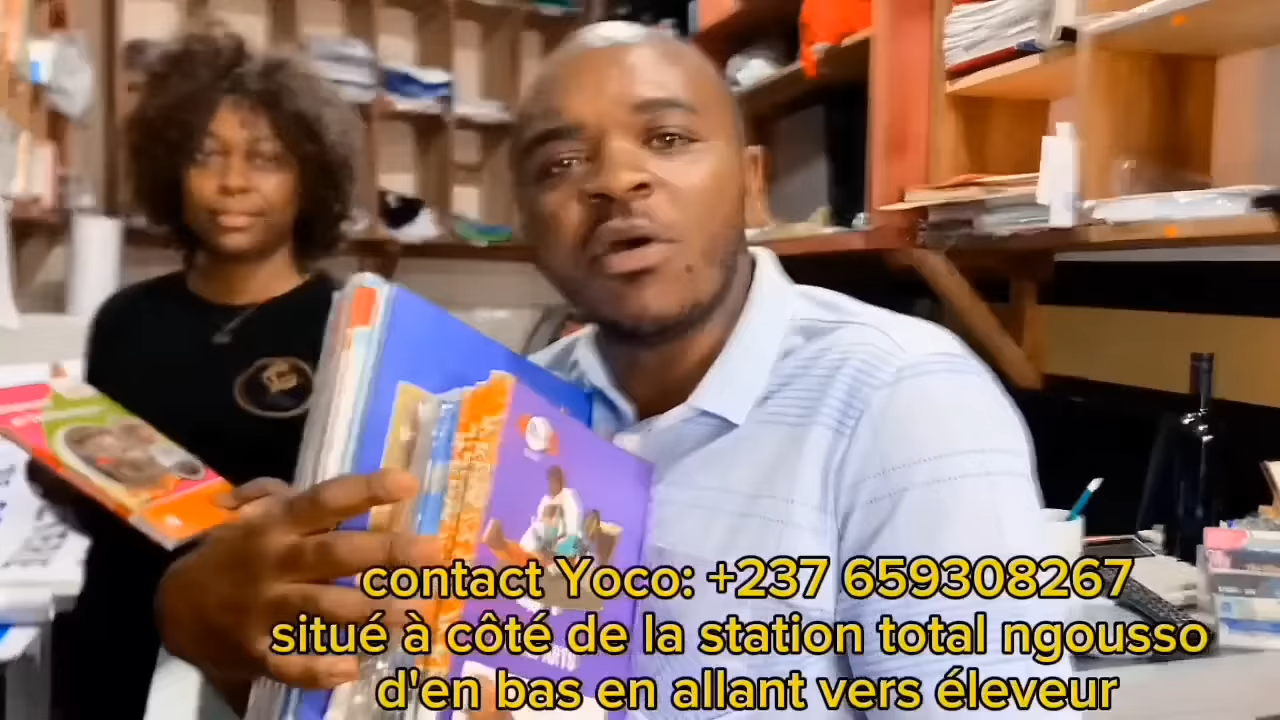 contact Yoco: +237 659308267
situé à côté de la station total ngousso
d'en bas en allant vers éleveur